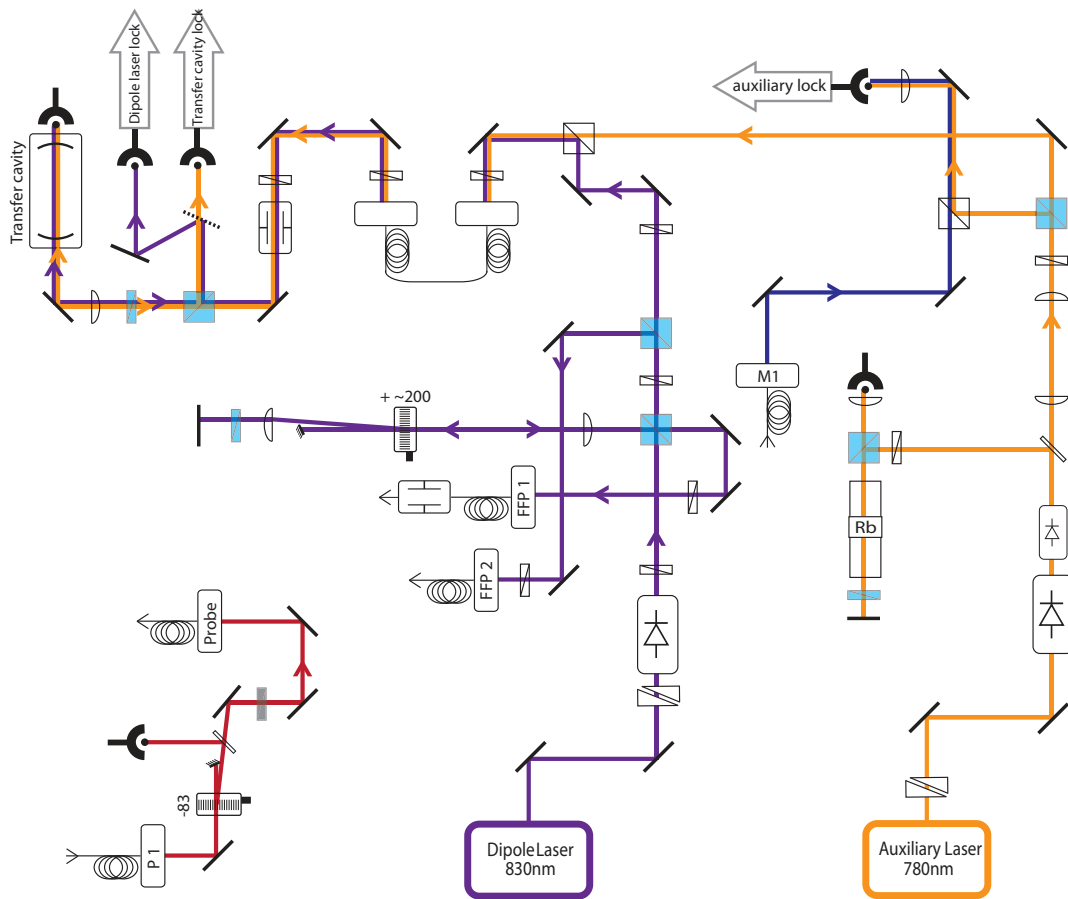 Dipole laser lock
Transfer cavity lock
auxiliary lock
Transfer cavity
M1
+ ~200
FFP 1
Rb
FFP 2
Probe
-83
P 1
Dipole Laser
830nm
Auxiliary Laser
780nm